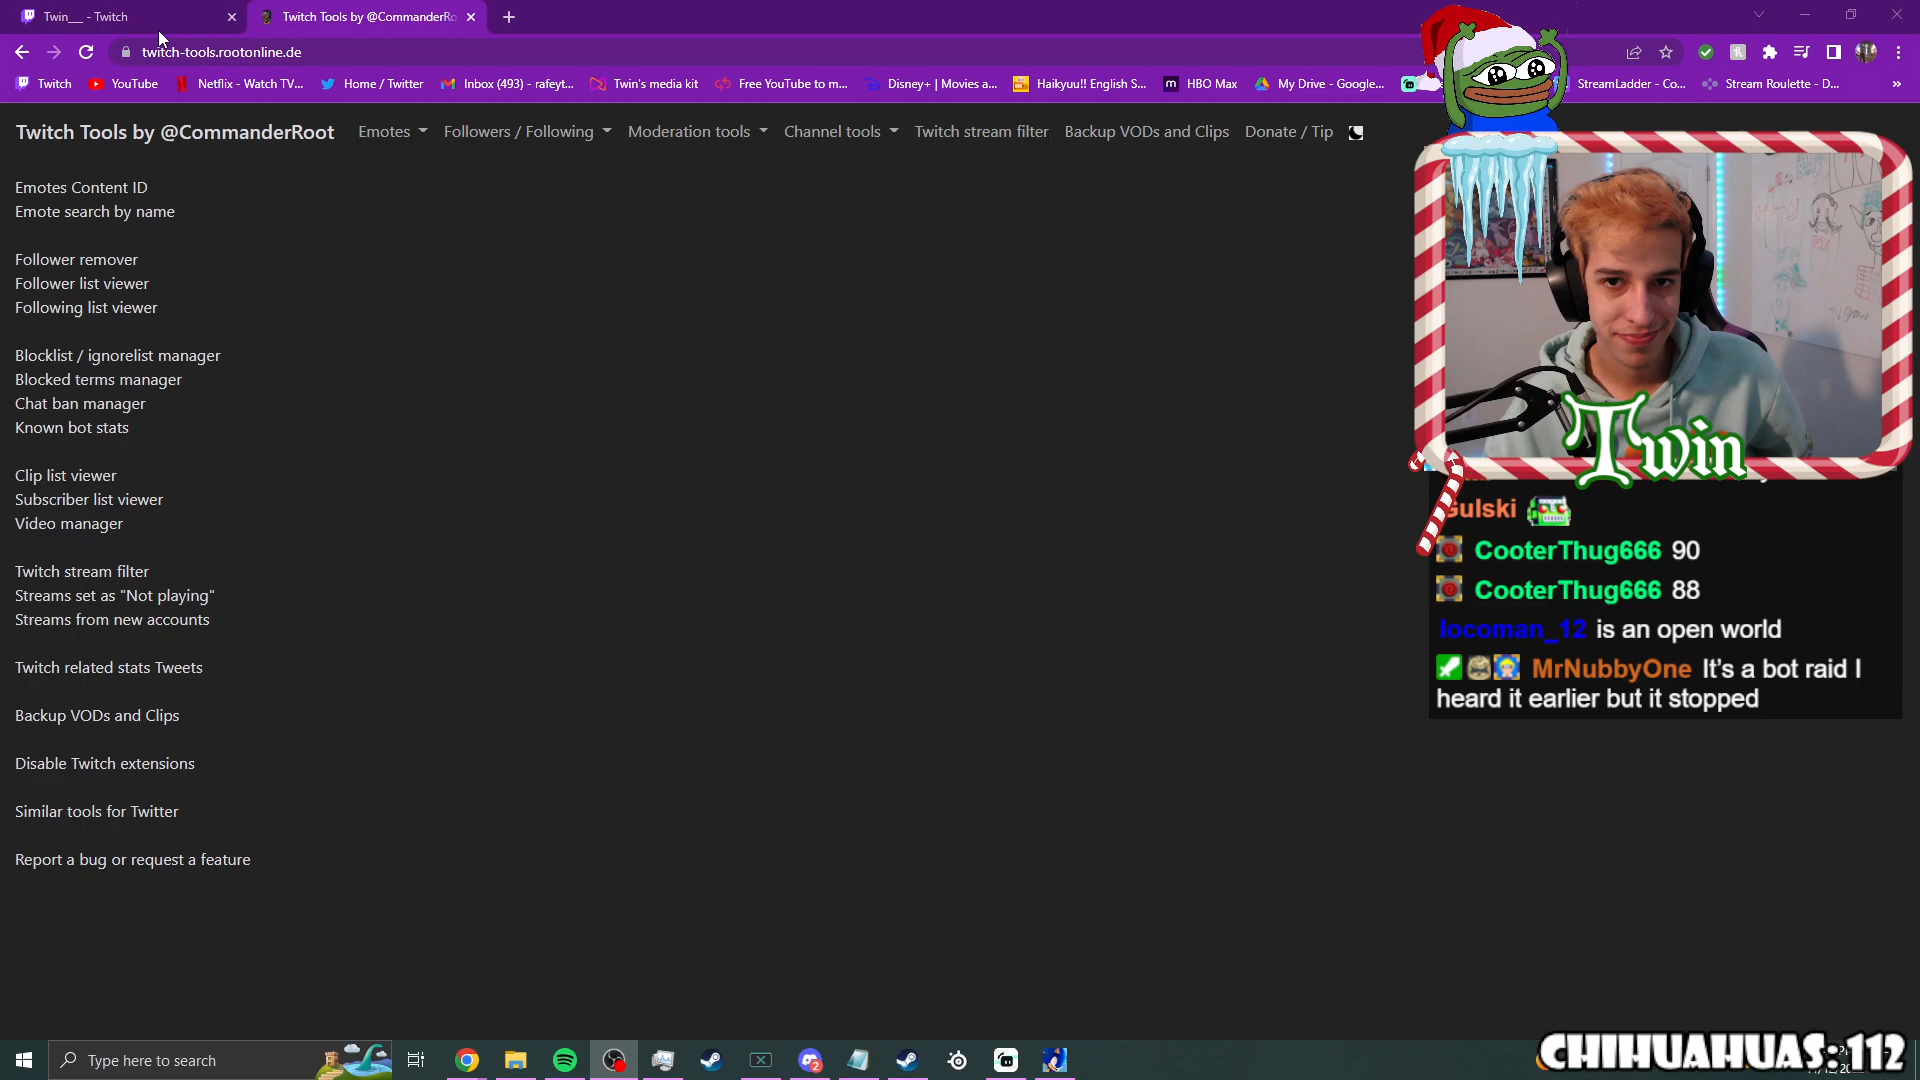 Twin__ - Twitch
Twitch Tools by @CommanderRo
twitch-tools.rootonline.de
Twitch YouTube Netflix - Watch TV... Home / Twitter Inbox (493) - rafeyt... Twin's media kit Free YouTube to m... Disney+ | Movies a... Haikyuu!! English S... HBO Max My Drive - Google... StreamLadder - Co... Stream Roulette - D... »
Twitch Tools by @CommanderRoot Emotes Followers / Following Moderation tools Channel tools Twitch stream filter Backup VODs and Clips Donate / Tip
Emotes Content ID
Emote search by name
Follower remover
Follower list viewer
Following list viewer
Blocklist / ignorelist manager
Blocked terms manager
Chat ban manager
Known bot stats
Clip list viewer
Subscriber list viewer
Video manager
Twitch stream filter
Streams set as "Not playing"
Streams from new accounts
Twitch related stats Tweets
Backup VODs and Clips
Disable Twitch extensions
Similar tools for Twitter
Report a bug or request a feature
Twin
Gulski
CooterThug666 90
CooterThug666 88
locoman_12 is an open world
MrNubbyOne It's a bot raid I
heard it earlier but it stopped
Type here to search
2
CHIHUAHUAS:112